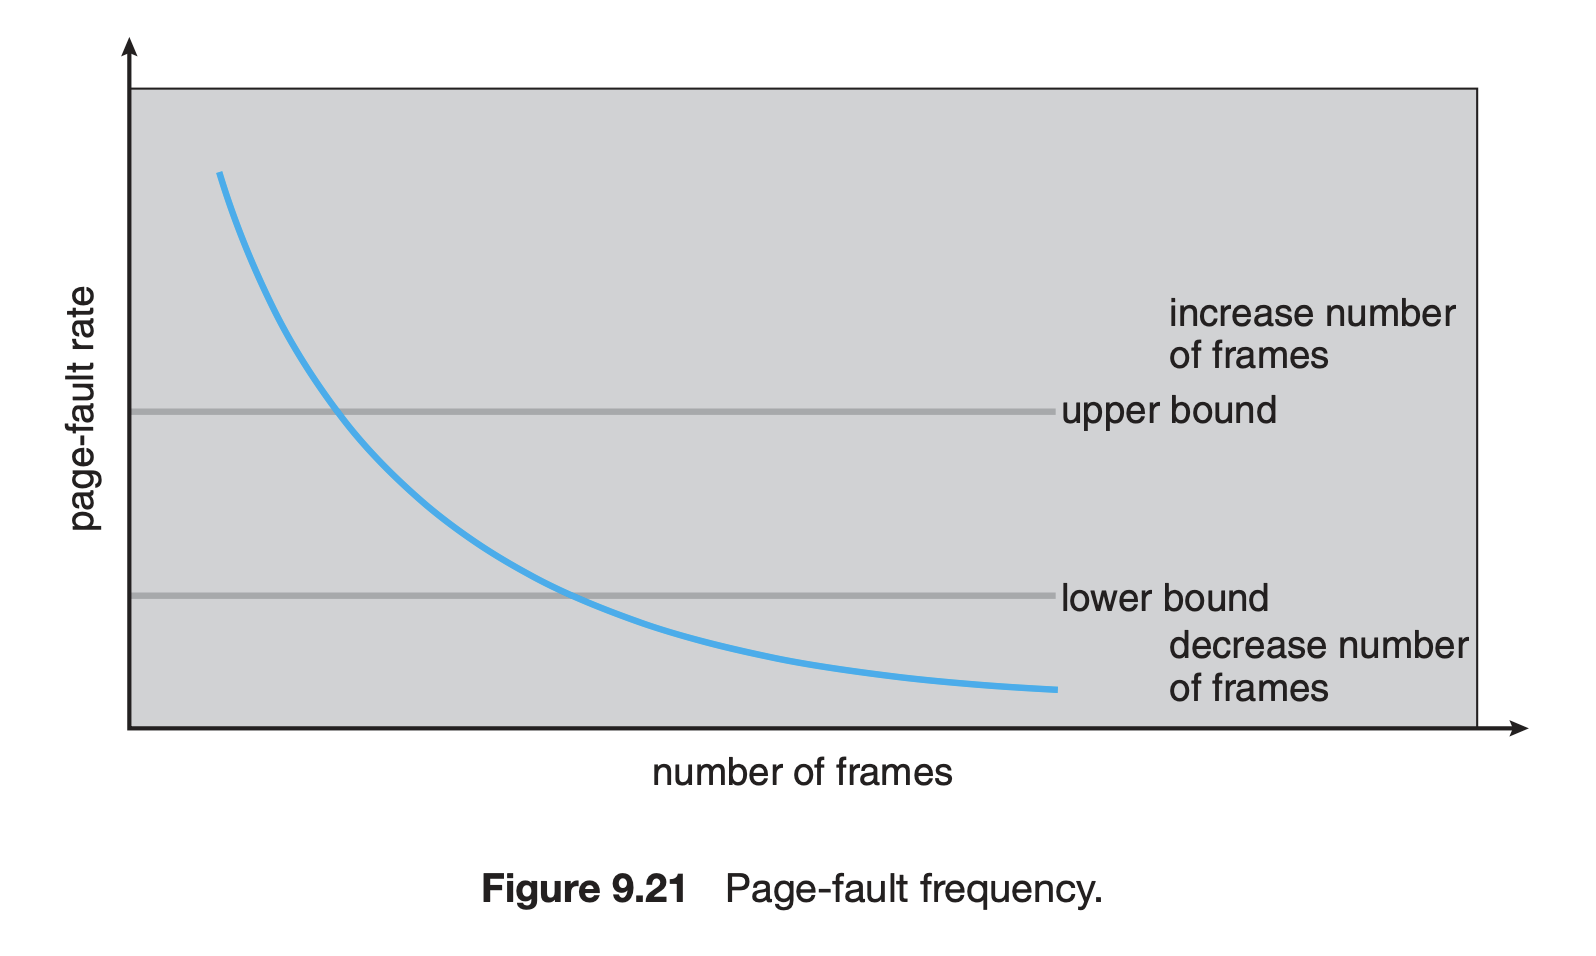 page-fault rate
increase number
of frames
upper bound
lower bound
decrease number
of frames
number of frames
Figure 9.21 Page-fault frequency.